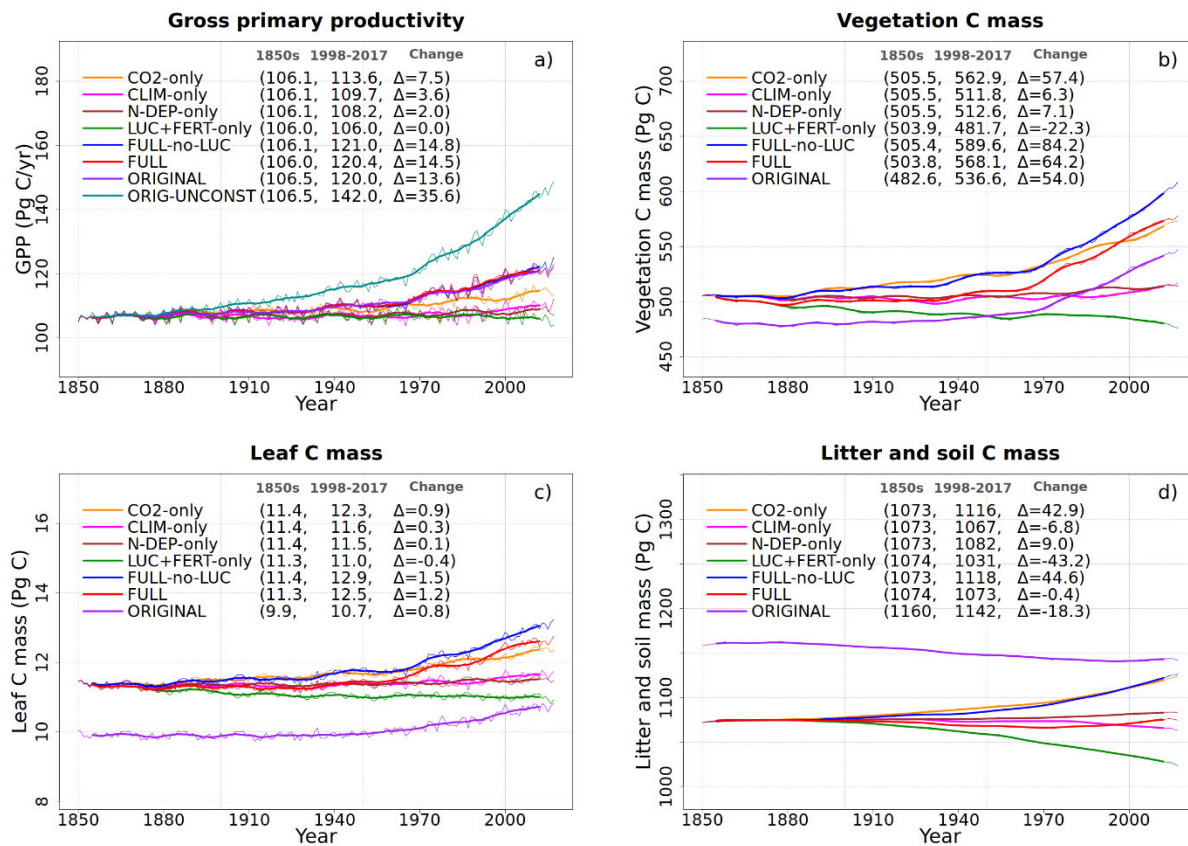 Gross primary productivity
1850s 1998-2017 Change
a)
CO2-only (106.1, 113.6, Δ=7.5)
CLIM-only (106.1, 109.7, Δ=3.6)
N-DEP-only (106.1, 108.2, Δ=2.0)
LUC+FERT-only (106.0, 106.0, Δ=0.0)
FULL-no-LUC (106.1, 121.0, Δ=14.8)
FULL (106.0, 120.4, Δ=14.5)
ORIGINAL (106.5, 120.0, Δ=13.6)
ORIG-UNCONST (106.5, 142.0, Δ=35.6)
GPP (Pg C/yr)
180
160
140
120
100
1850 1880 1910 1940 1970 2000
Year
Vegetation C mass
1850s 1998-2017 Change
b)
CO2-only (505.5, 562.9, Δ=57.4)
CLIM-only (505.5, 511.8, Δ=6.3)
N-DEP-only (505.5, 512.6, Δ=7.1)
LUC+FERT-only (503.9, 481.7, Δ=-22.3)
FULL-no-LUC (505.4, 589.6, Δ=84.2)
FULL (503.8, 568.1, Δ=64.2)
ORIGINAL (482.6, 536.6, Δ=54.0)
Vegetation C mass (Pg C)
700
650
600
550
500
450
1850 1880 1910 1940 1970 2000
Year
Leaf C mass
1850s 1998-2017 Change
c)
CO2-only (11.4, 12.3, Δ=0.9)
CLIM-only (11.4, 11.6, Δ=0.3)
N-DEP-only (11.4, 11.5, Δ=0.1)
LUC+FERT-only (11.3, 11.0, Δ=-0.4)
FULL-no-LUC (11.4, 12.9, Δ=1.5)
FULL (11.3, 12.5, Δ=1.2)
ORIGINAL (9.9, 10.7, Δ=0.8)
Leaf C mass (Pg C)
16
14
12
10
8
1850 1880 1910 1940 1970 2000
Year
Litter and soil C mass
1850s 1998-2017 Change
d)
CO2-only (1073, 1116, Δ=42.9)
CLIM-only (1073, 1067, Δ=-6.8)
N-DEP-only (1073, 1082, Δ=9.0)
LUC+FERT-only (1074, 1031, Δ=-43.2)
FULL-no-LUC (1073, 1118, Δ=44.6)
FULL (1074, 1073, Δ=-0.4)
ORIGINAL (1160, 1142, Δ=-18.3)
Litter and soil mass (Pg C)
1300
1200
1100
1000
1850 1880 1910 1940 1970 2000
Year